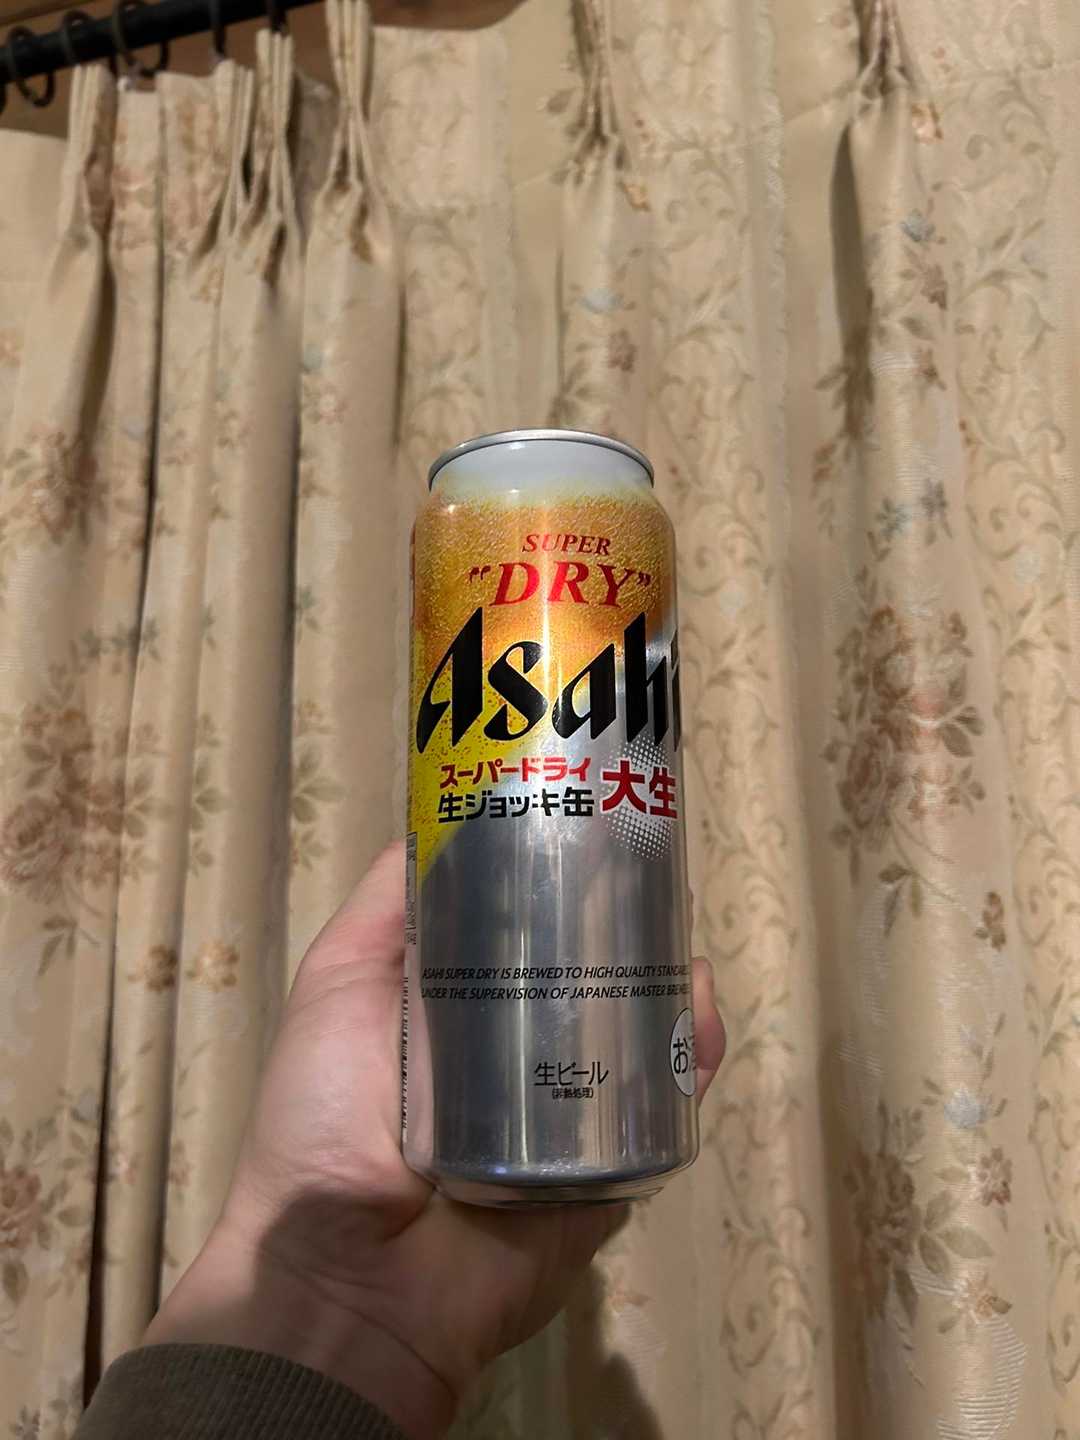 SUPER
"DRY"
Asahi
スーパードライ
生ジョッキ缶 大生
ASAHI SUPER DRY IS BREWED TO HIGH QUALITY
UNDER THE SUPERVISION OF JAPANESE MASTER
生ビール
(非熱処理)